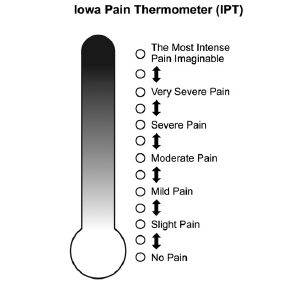 Iowa Pain Thermometer (IPT)
The Most Intense
Pain Imaginable
Very Severe Pain
Severe Pain
Moderate Pain
Mild Pain
Slight Pain
No Pain